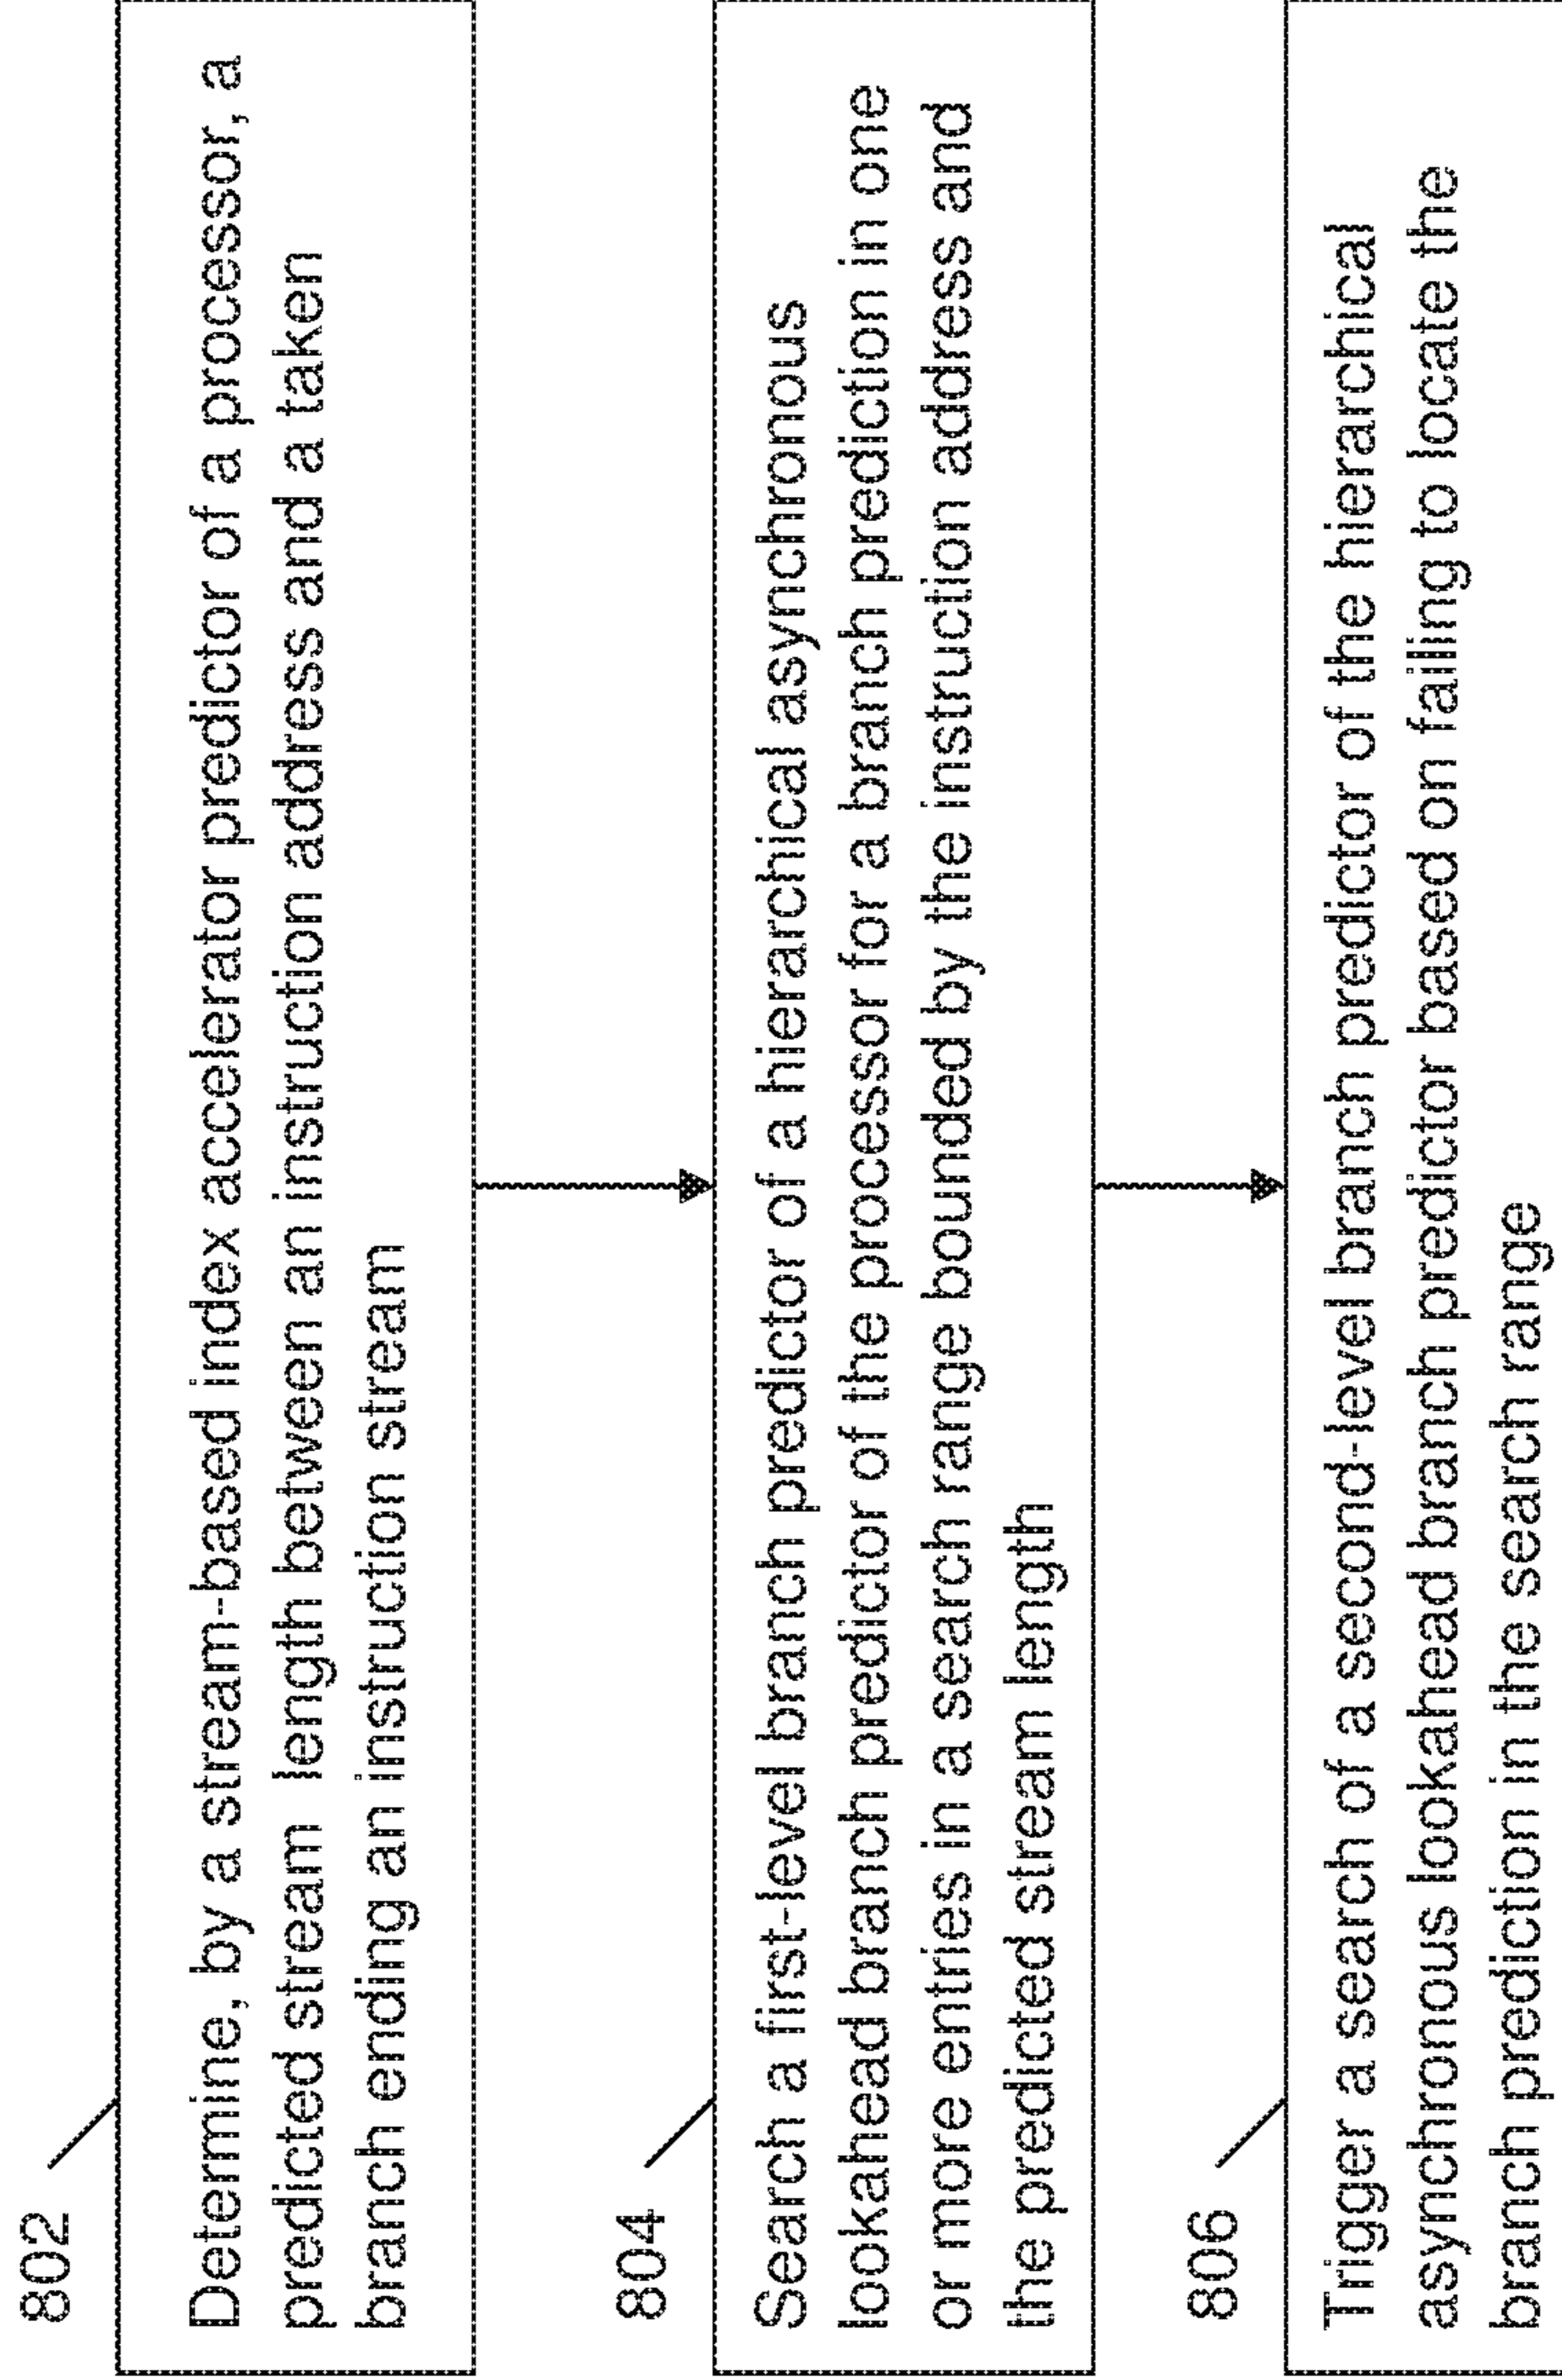 802
Determine, by a stream-based index accelerator predictor of a processor, a
predicted stream length between an instruction address and a taken
branch ending an instruction stream
804
Search a first-level branch predictor of a hierarchical asynchronous
lookahead branch predictor of the processor for a branch prediction in one
or more entries in a search range bounded by the instruction address and
the predicted stream length
806
Trigger a search of a second-level branch predictor of the hierarchical
asynchronous lookahead branch predictor based on failing to locate the
branch prediction in the search range